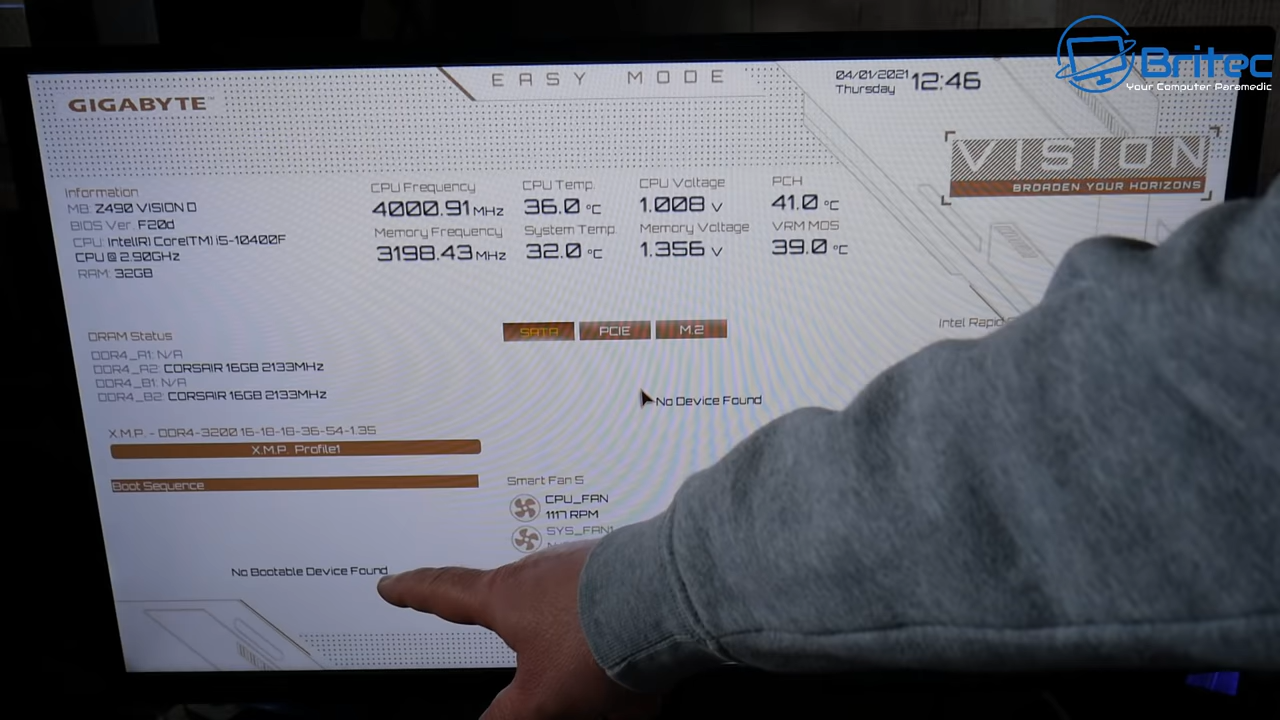 Britec
Your Computer Paramedic
EASY MODE
04/01/2021 12:46
Thursday
GIGABYTE
VISION
BROADEN YOUR HORIZONS
Information
MB: Z490 VISION D
BIOS Ver. F20d
CPU: Intel(R) Core(TM) i5-10400F
CPU @ 2.90GHz
RAM: 32GB
CPU Frequency
4000.91 MHz
Memory Frequency
3198.43 MHz
CPU Temp.
36.0 °C
System Temp.
32.0 °C
CPU Voltage
1.008 V
Memory Voltage
1.356 V
PCH
41.0 °C
VRM MOS
39.0 °C
DRAM Status
DDR4_A1: N/A
DDR4_A2: CORSAIR 16GB 2133MHz
DDR4_B1: N/A
DDR4_B2: CORSAIR 16GB 2133MHz
X.M.P. - DDR4-3200 16-18-18-36-54-1.35
X.M.P. Profile1
Boot Sequence
No Bootable Device Found
SATA PCIE M.2
No Device Found
Intel Rapid
Smart Fan 5
CPU_FAN
1117 RPM
SYS_FAN1